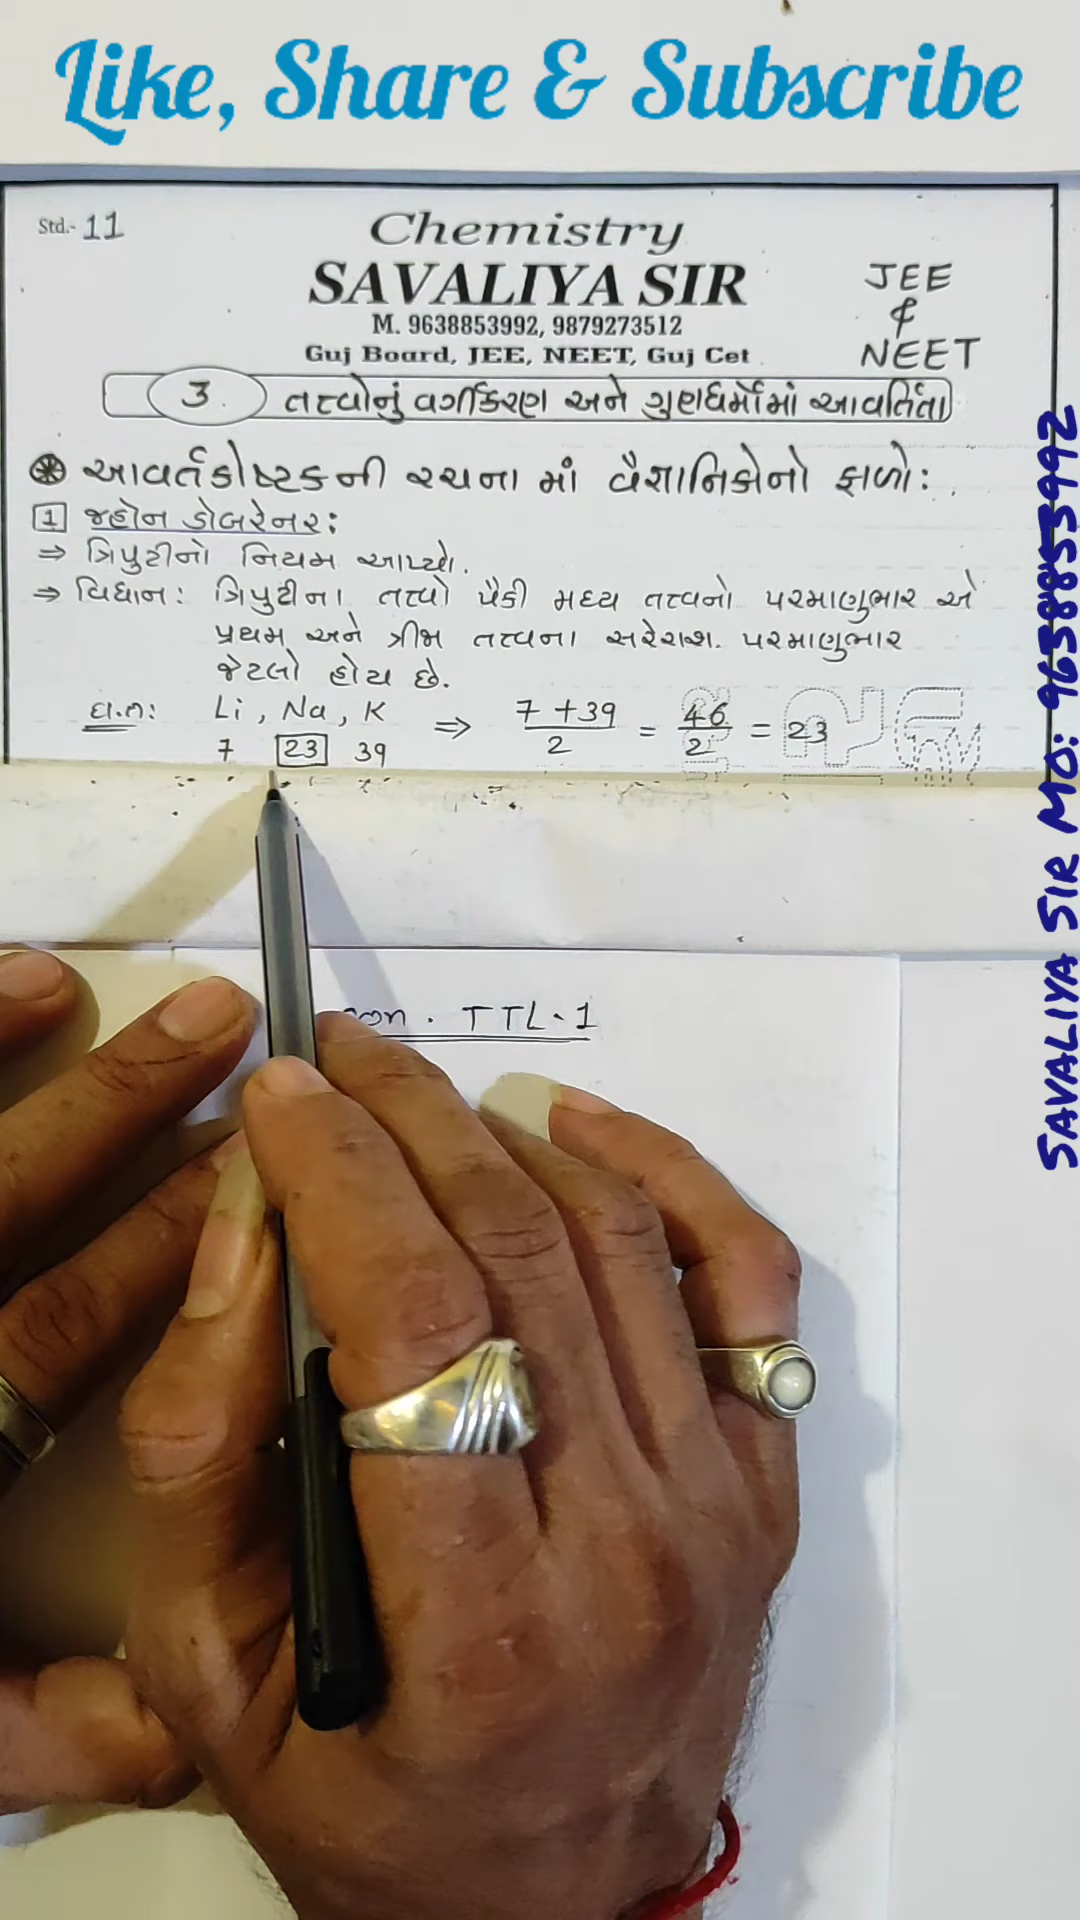 Like, Share & Subscribe
Std.- 11
Chemistry
SAVALIYA SIR
M. 9638853992, 9879273512
Guj Board, JEE, NEET, Guj Cet
JEE
&
NEET
3. તત્વોનું વર્ગીકરણ અને ગુણધર્મોમાં આવર્તિતા
આવર્તકોષ્ટકની રચના માં વૈજ્ઞાનિકોનો ફાળો:
1 જહોન ડોબરેનર:
⇒ ત્રિપુટીનો નિયમ આપ્યો.
⇒ વિધાન: ત્રિપુટીના તત્વો પૈકી મધ્ય તત્વનો પરમાણુભાર એ
પ્રથમ અને ત્રીજા તત્વના સરેરાશ પરમાણુભાર
જેટલો હોય છે.
દા.ત: Li, Na, K ⇒ 7 + 39 / 2 = 46 / 2 = 23
7 23 39
TTL-1
SAVALIYA SIR MO: 9638853992